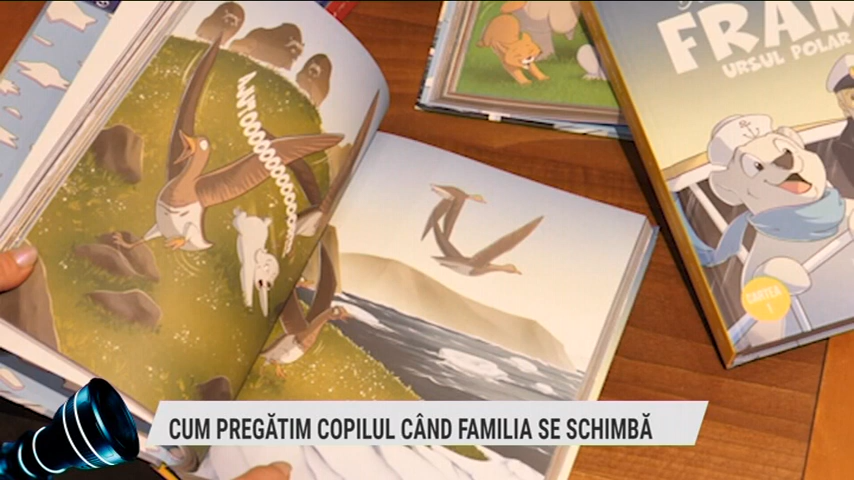 FRAM
URSUL POLAR
CARTEA
1
CUM PREGĂTIM COPILUL CÂND FAMILIA SE SCHIMBĂ